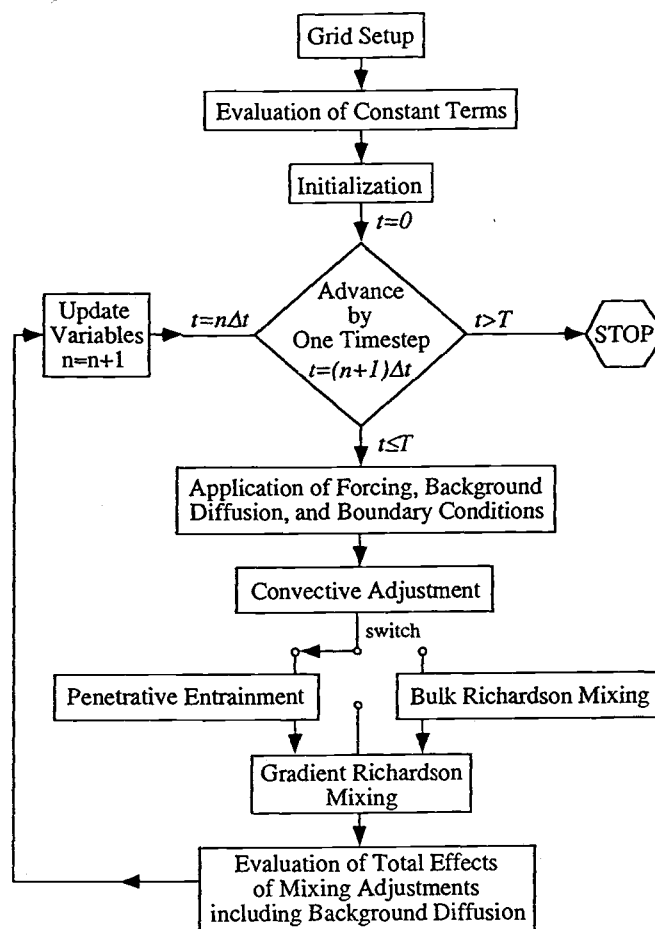 Grid Setup
Evaluation of Constant Terms
Initialization
t=0
Update
Variables
n=n+1
t=nΔt
Advance
by
One Timestep
t=(n+1)Δt
t>T
STOP
t≤T
Application of Forcing, Background
Diffusion, and Boundary Conditions
Convective Adjustment
switch
Penetrative Entrainment
Bulk Richardson Mixing
Gradient Richardson
Mixing
Evaluation of Total Effects
of Mixing Adjustments
including Background Diffusion